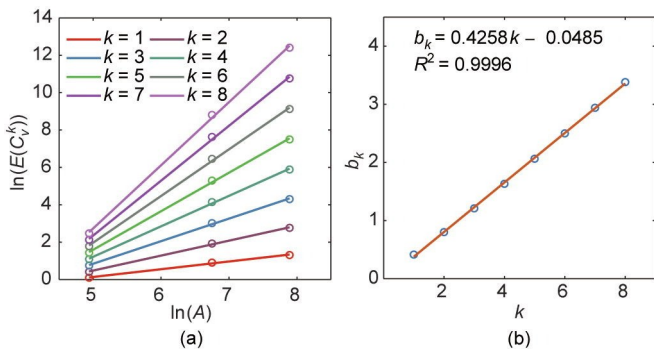 14
12
10
8
6
4
2
0
ln(E(C_v^k))
k = 1 k = 2
k = 3 k = 4
k = 5 k = 6
k = 7 k = 8
5 6 7 8
ln(A)
(a)
b_k = 0.4258k − 0.0485
R² = 0.9996
4
3
2
1
0
b_k
2 4 6 8
k
(b)